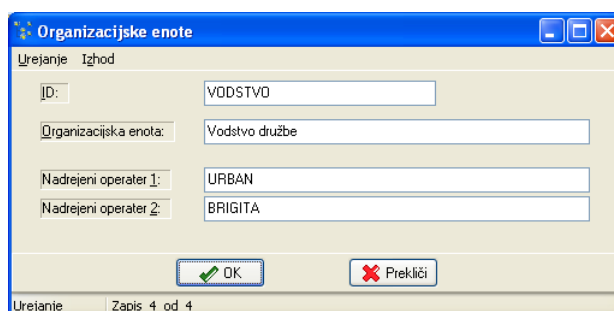 Organizacijske enote
Urejanje Izhod
ID: VODSTVO
Organizacijska enota: Vodstvo družbe
Nadrejeni operater 1: URBAN
Nadrejeni operater 2: BRIGITA
OK Prekliči
Urejanje Zapis 4 od 4